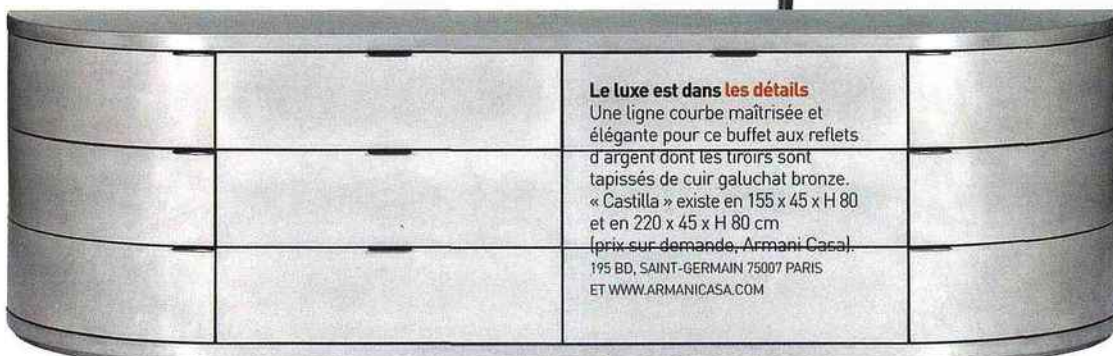 Le luxe est dans les détails
Une ligne courbe maîtrisée et
élégante pour ce buffet aux reflets
d'argent dont les tiroirs sont
tapissés de cuir galuchat bronze.
« Castilla » existe en 155 x 45 x H 80
et en 220 x 45 x H 80 cm
(prix sur demande, Armani Casa).
195 BD, SAINT-GERMAIN 75007 PARIS
ET WWW.ARMANICASA.COM